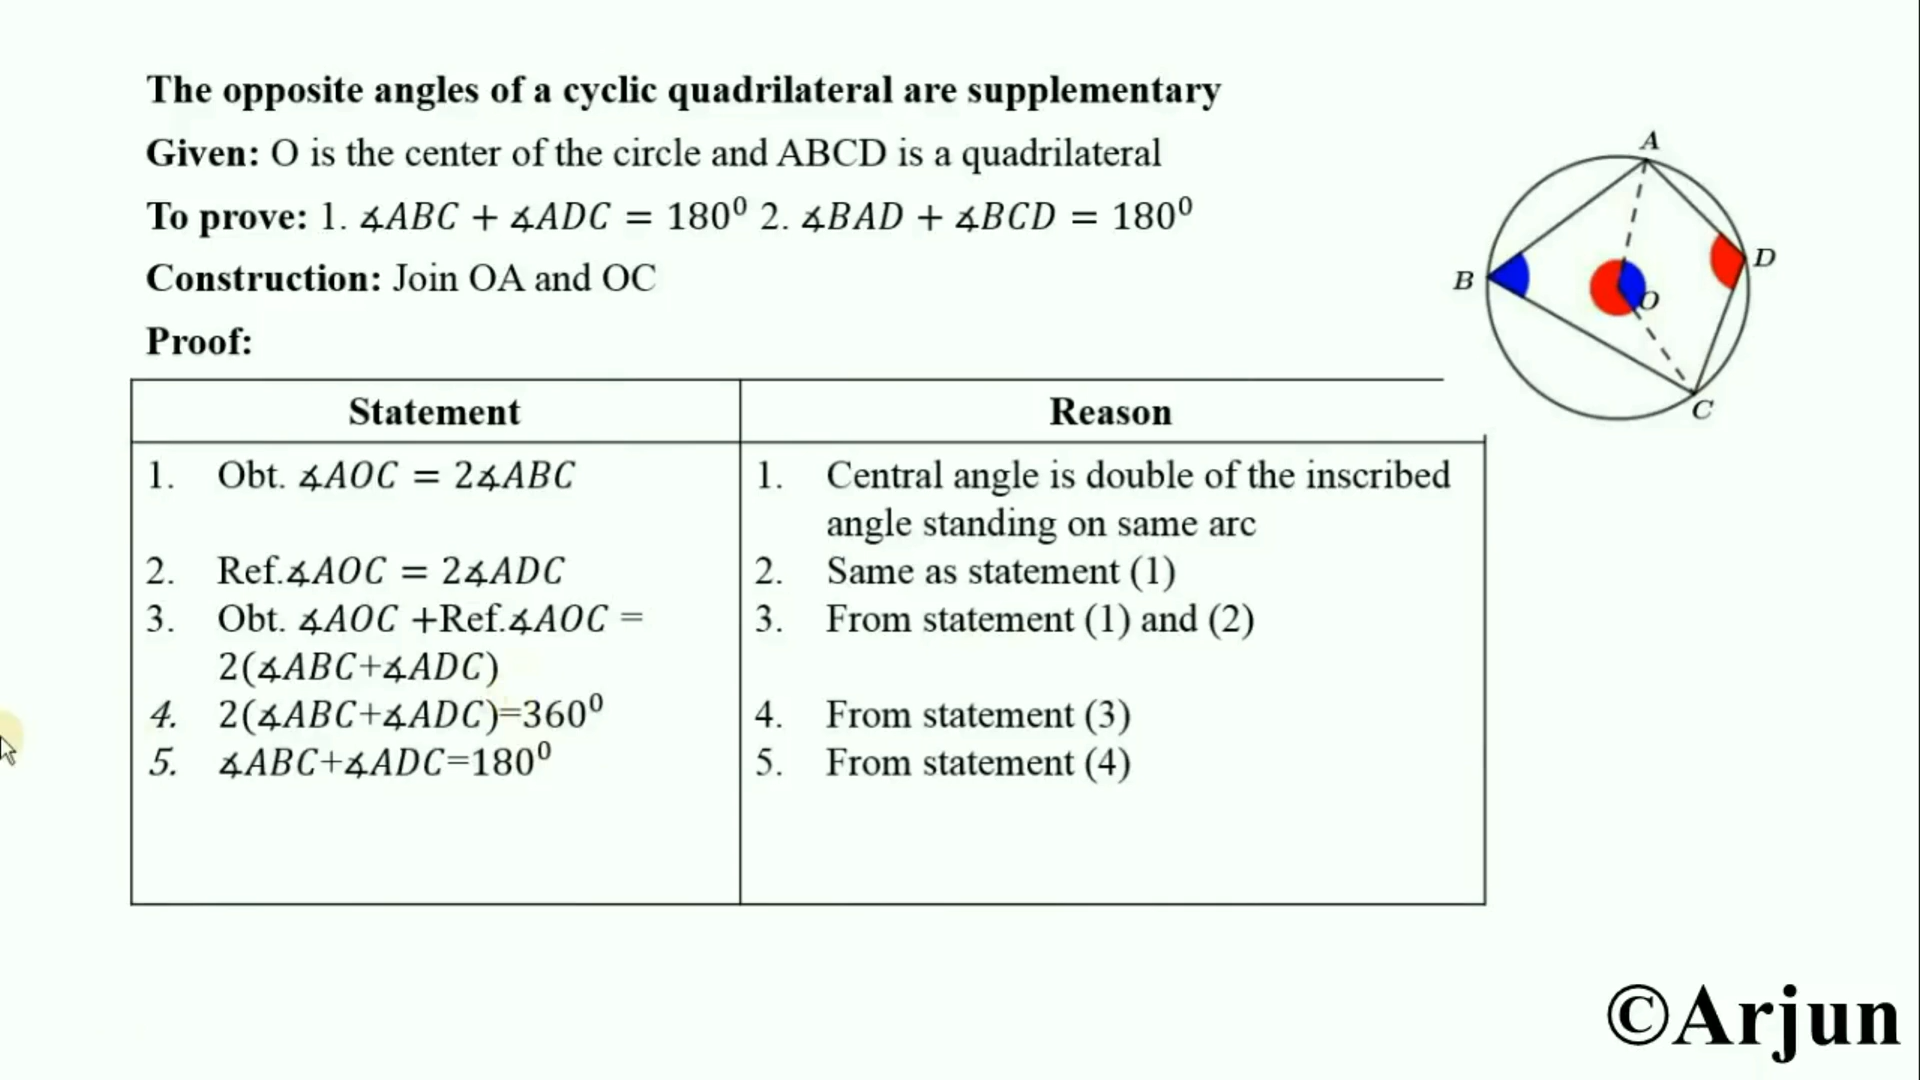 The opposite angles of a cyclic quadrilateral are supplementary
Given: O is the center of the circle and ABCD is a quadrilateral
To prove: 1. ∡ABC + ∡ADC = 180⁰ 2. ∡BAD + ∡BCD = 180⁰
Construction: Join OA and OC
Proof:
A
B
D
O
C
Statement
Reason
1. Obt. ∡AOC = 2∡ABC
1. Central angle is double of the inscribed
angle standing on same arc
2. Ref.∡AOC = 2∡ADC
2. Same as statement (1)
3. Obt. ∡AOC +Ref.∡AOC =
2(∡ABC+∡ADC)
3. From statement (1) and (2)
4. 2(∡ABC+∡ADC)=360⁰
4. From statement (3)
5. ∡ABC+∡ADC=180⁰
5. From statement (4)
©Arjun